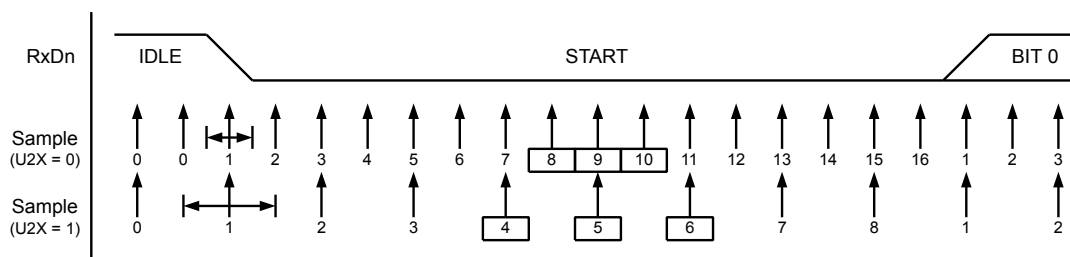 RxDn IDLE START BIT 0
Sample
(U2X = 0)
0 0 1 2 3 4 5 6 7 8 9 10 11 12 13 14 15 16 1 2 3
Sample
(U2X = 1)
0 1 2 3 4 5 6 7 8 1 2